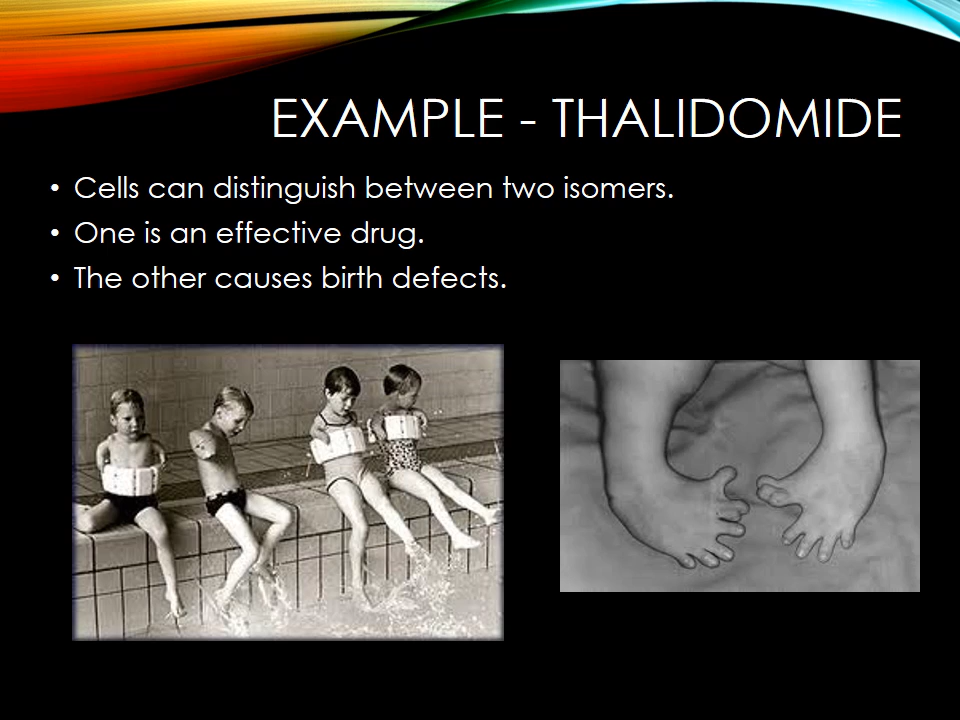 EXAMPLE - THALIDOMIDE
• Cells can distinguish between two isomers.
• One is an effective drug.
• The other causes birth defects.